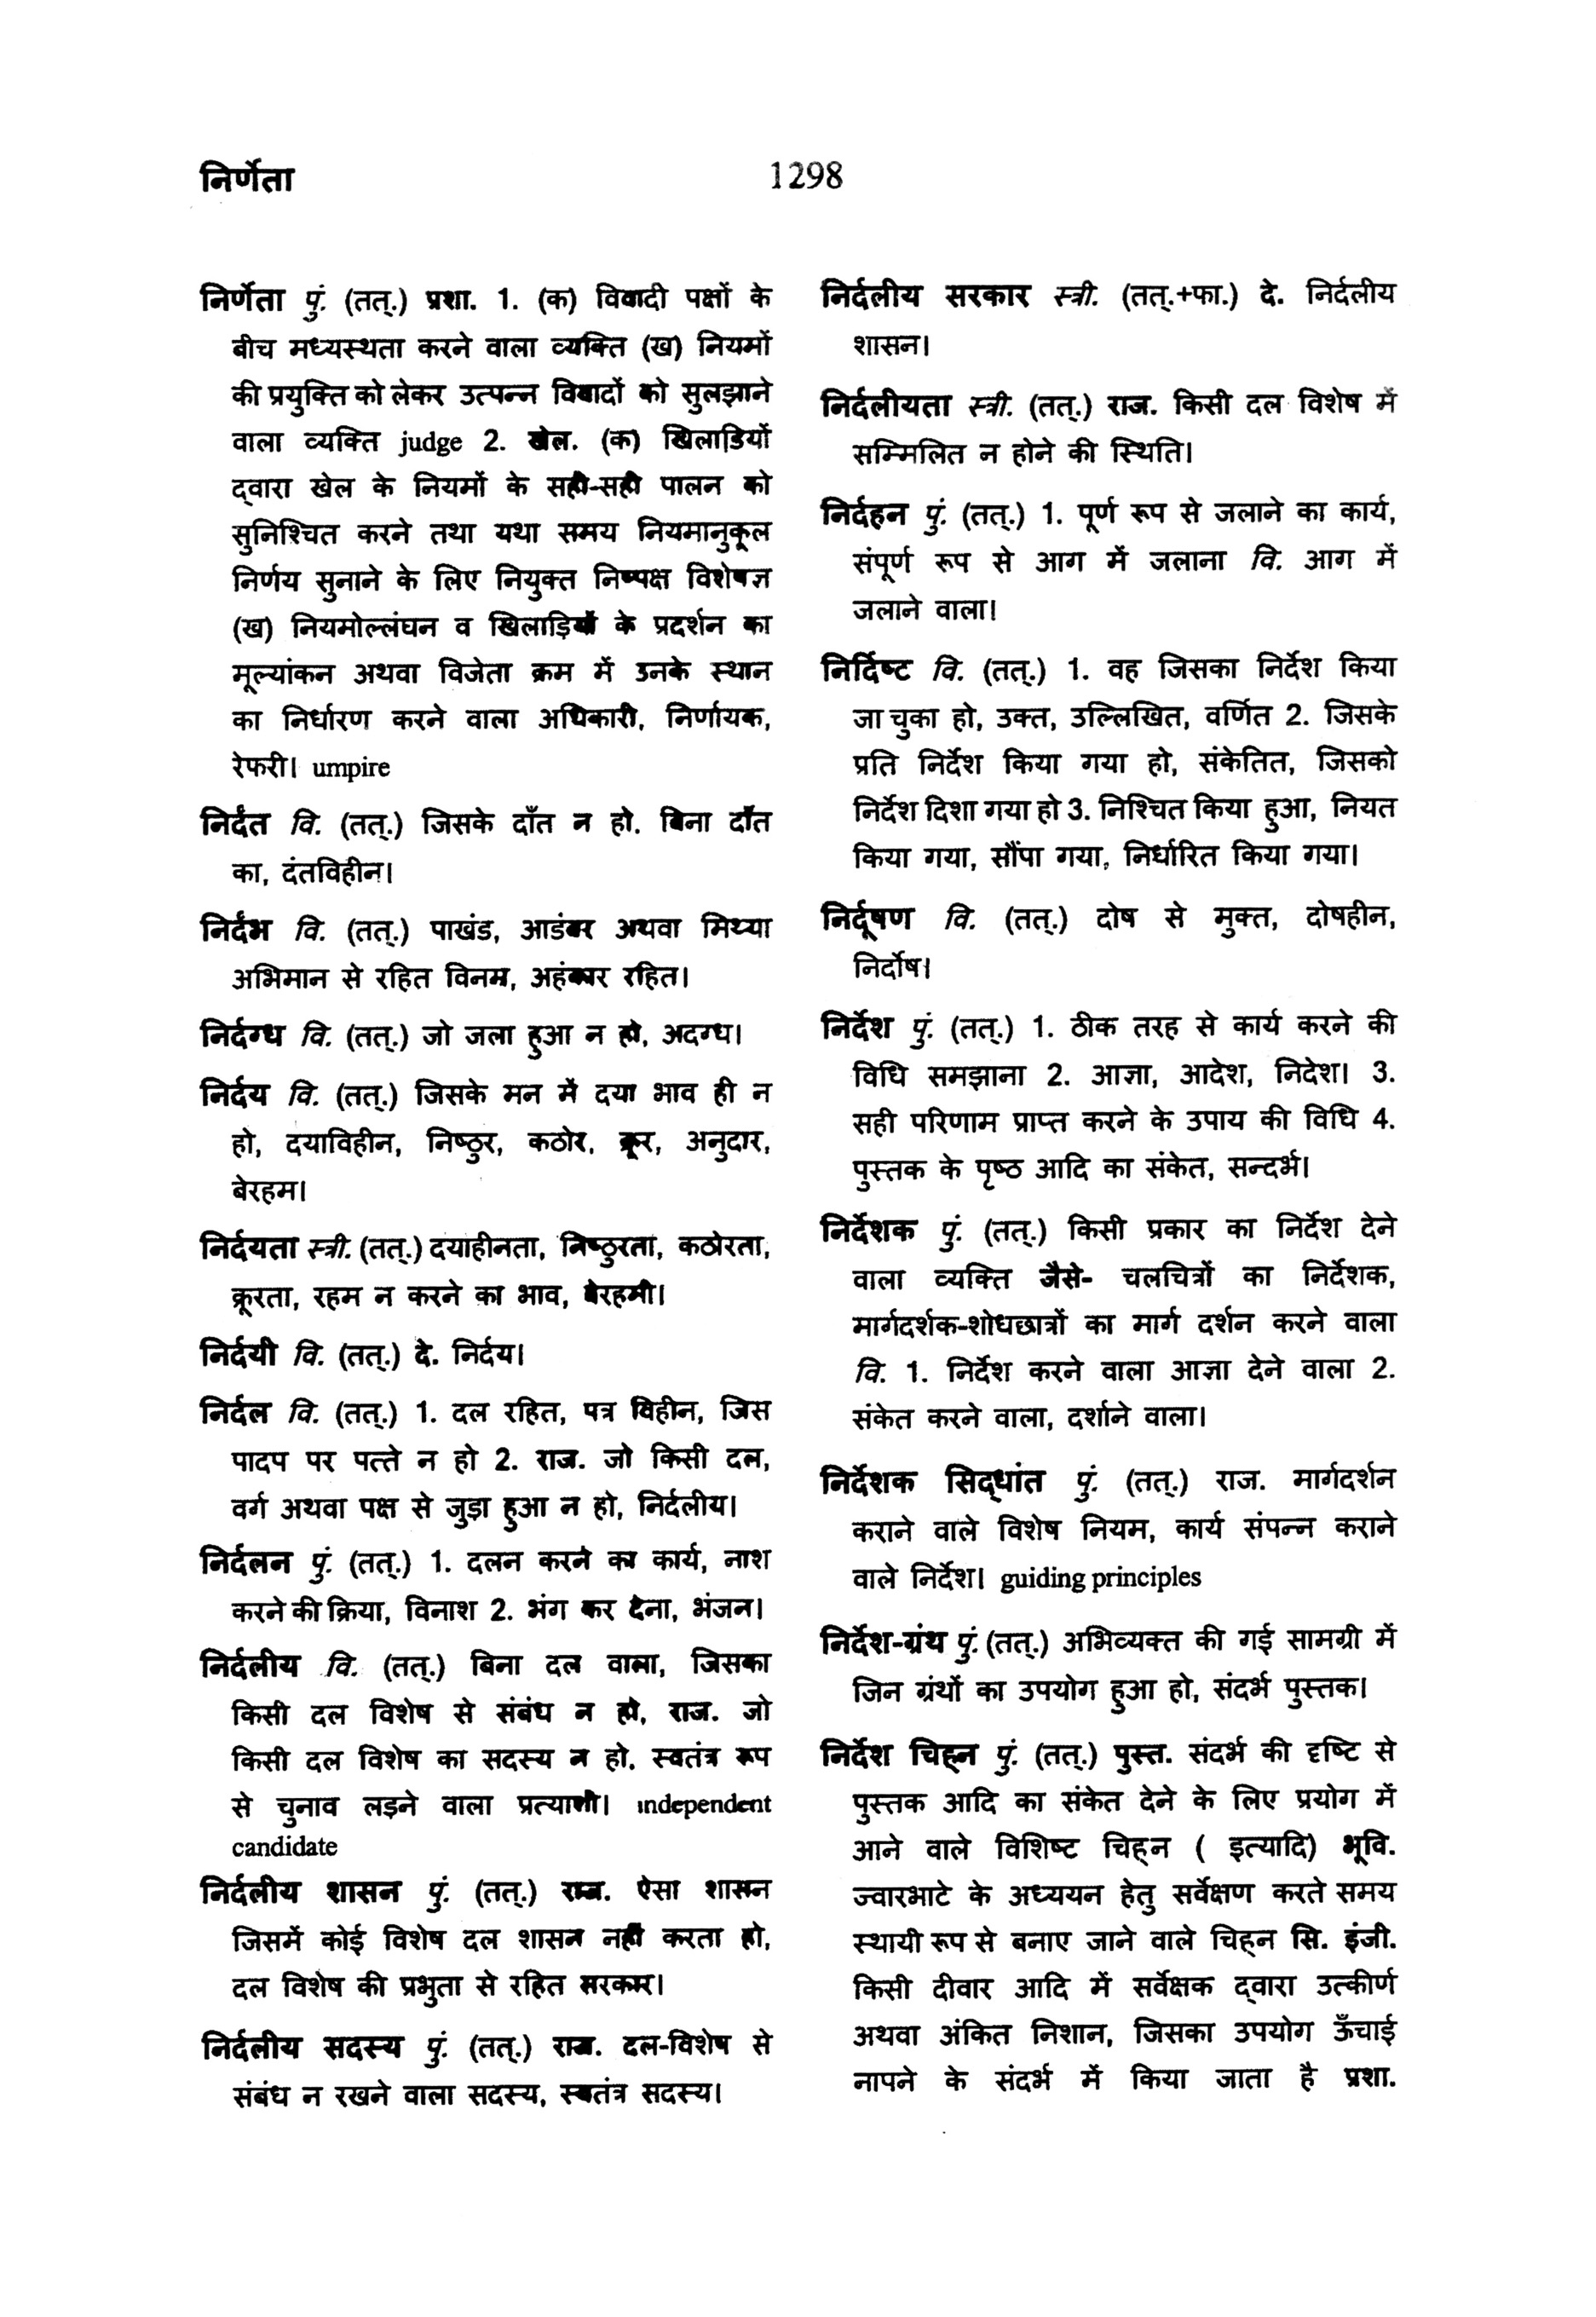 निर्णेता
1298
निर्णेता पुं. (तत्.) प्रशा. 1. (क) विवादी पक्षों के
बीच मध्यस्थता करने वाला व्यक्ति (ख) नियमों
की प्रयुक्ति को लेकर उत्पन्न विवादों को सुलझाने
वाला व्यक्ति judge 2. खेल. (क) खिलाडियों
द्‌वारा खेल के नियमों के सही-सही पालन को
सुनिश्चित करने तथा यथा समय नियमानुकूल
निर्णय सुनाने के लिए नियुक्त निष्पक्ष विशेषज्ञ
(ख) नियमोल्लंघन व खिलाड़ियों के प्रदर्शन का
मूल्यांकन अथवा विजेता क्रम में उनके स्थान
का निर्धारण करने वाला अधिकारी, निर्णायक,
रेफरी। umpire
निर्दंत वि. (तत्.) जिसके दाँत न हो. बिना दाँत
का, दंतविहीन।
निर्दंभ वि. (तत्.) पाखंड, आडंबर अथवा मिथ्या
अभिमान से रहित विनम्र, अहंकार रहित।
निर्दग्ध वि. (तत्.) जो जला हुआ न हो, अदग्ध।
निर्दय वि. (तत्.) जिसके मन में दया भाव ही न
हो, दयाविहीन, निष्ठुर, कठोर, क्रूर, अनुदार,
बेरहम।
निर्दयता स्त्री. (तत्.) दयाहीनता, निष्ठुरता, कठोरता,
क्रूरता, रहम न करने का भाव, बेरहमी।
निर्दयी वि. (तत्.) दे. निर्दय।
निर्दल वि. (तत्.) 1. दल रहित, पत्र विहीन, जिस
पादप पर पत्ते न हो 2. राज. जो किसी दल,
वर्ग अथवा पक्ष से जुड़ा हुआ न हो, निर्दलीय।
निर्दलन पुं. (तत्.) 1. दलन करने का कार्य, नाश
करने की क्रिया, विनाश 2. भंग कर देना, भंजन।
निर्दलीय वि. (तत्.) बिना दल वाला, जिसका
किसी दल विशेष से संबंध न हो, राज. जो
किसी दल विशेष का सदस्य न हो, स्वतंत्र रूप
से चुनाव लड़ने वाला प्रत्याशी। independent
candidate
निर्दलीय शासन पुं. (तत्.) राज. ऐसा शासन
जिसमें कोई विशेष दल शासन नहीं करता हो,
दल विशेष की प्रभुता से रहित सरकार।
निर्दलीय सदस्य पुं. (तत्.) राज. दल-विशेष से
संबंध न रखने वाला सदस्य, स्वतंत्र सदस्य।
निर्दलीय सरकार स्त्री. (तत्.+फा.) दे. निर्दलीय
शासन।
निर्दलीयता स्त्री. (तत्.) राज. किसी दल विशेष में
सम्मिलित न होने की स्थिति।
निर्दहन पुं. (तत्.) 1. पूर्ण रूप से जलाने का कार्य,
संपूर्ण रूप से आग में जलाना वि. आग में
जलाने वाला।
निर्दिष्ट वि. (तत्.) 1. वह जिसका निर्देश किया
जा चुका हो, उक्त, उल्लिखित, वर्णित 2. जिसके
प्रति निर्देश किया गया हो, संकेतित, जिसको
निर्देश दिशा गया हो 3. निश्चित किया हुआ, नियत
किया गया, सौंपा गया, निर्धारित किया गया।
निर्दूषण वि. (तत्.) दोष से मुक्त, दोषहीन,
निर्दोष।
निर्देश पुं. (तत्.) 1. ठीक तरह से कार्य करने की
विधि समझाना 2. आज्ञा, आदेश, निदेश। 3.
सही परिणाम प्राप्त करने के उपाय की विधि 4.
पुस्तक के पृष्ठ आदि का संकेत, सन्दर्भ।
निर्देशक पुं. (तत्.) किसी प्रकार का निर्देश देने
वाला व्यक्ति जैसे- चलचित्रों का निर्देशक,
मार्गदर्शक-शोधछात्रों का मार्ग दर्शन करने वाला
वि. 1. निर्देश करने वाला आज्ञा देने वाला 2.
संकेत करने वाला, दर्शाने वाला।
निर्देशक सिद्‌धांत पुं. (तत्.) राज. मार्गदर्शन
कराने वाले विशेष नियम, कार्य संपन्न कराने
वाले निर्देश। guiding principles
निर्देश-ग्रंथ पुं. (तत्.) अभिव्यक्त की गई सामग्री में
जिन ग्रंथों का उपयोग हुआ हो, संदर्भ पुस्तक।
निर्देश चिह्‌न पुं. (तत्.) पुस्त. संदर्भ की दृष्टि से
पुस्तक आदि का संकेत देने के लिए प्रयोग में
आने वाले विशिष्ट चिह्‌न ( इत्यादि) भूवि.
ज्वारभाटे के अध्ययन हेतु सर्वेक्षण करते समय
स्थायी रूप से बनाए जाने वाले चिह्‌न सि. इंजी.
किसी दीवार आदि में सर्वेक्षक द्‌वारा उत्कीर्ण
अथवा अंकित निशान, जिसका उपयोग ऊँचाई
नापने के संदर्भ में किया जाता है प्रशा.